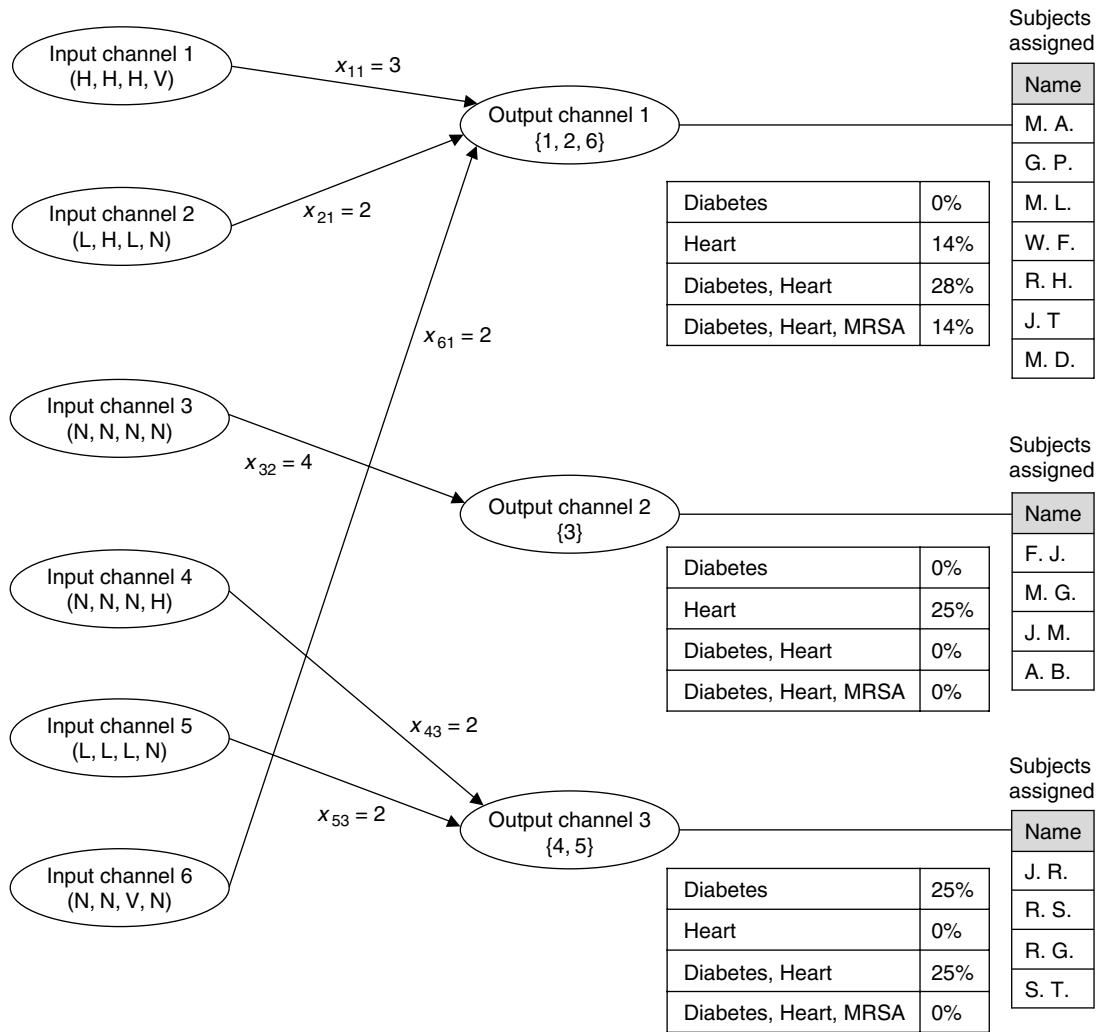 Input channel 1
(H, H, H, V)
x11 = 3
Input channel 2
(L, H, L, N)
x21 = 2
x61 = 2
Input channel 3
(N, N, N, N)
x32 = 4
Input channel 4
(N, N, N, H)
x43 = 2
Input channel 5
(L, L, L, N)
x53 = 2
Input channel 6
(N, N, V, N)
Output channel 1
{1, 2, 6}
Diabetes 0%
Heart 14%
Diabetes, Heart 28%
Diabetes, Heart, MRSA 14%
Subjects
assigned
Name
M. A.
G. P.
M. L.
W. F.
R. H.
J. T
M. D.
Output channel 2
{3}
Diabetes 0%
Heart 25%
Diabetes, Heart 0%
Diabetes, Heart, MRSA 0%
Subjects
assigned
Name
F. J.
M. G.
J. M.
A. B.
Output channel 3
{4, 5}
Diabetes 25%
Heart 0%
Diabetes, Heart 25%
Diabetes, Heart, MRSA 0%
Subjects
assigned
Name
J. R.
R. S.
R. G.
S. T.